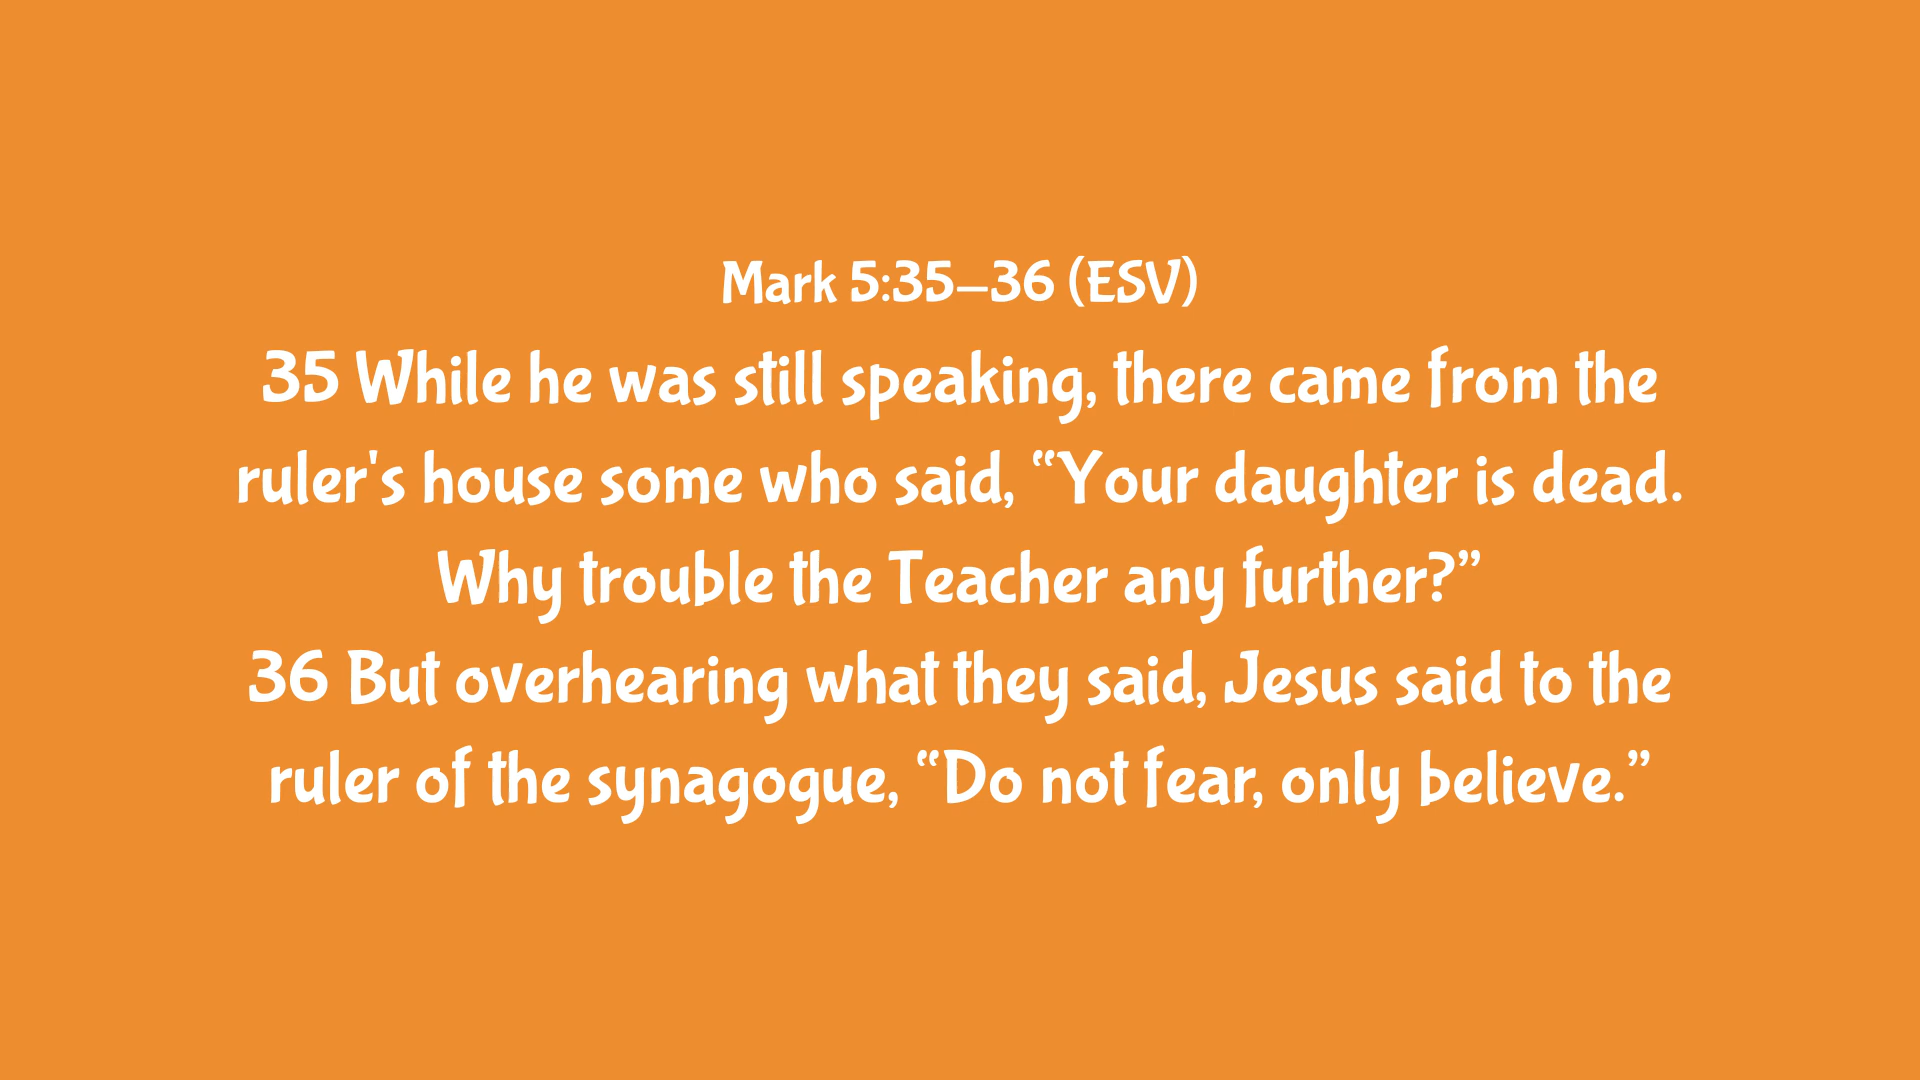 Mark 5:35–36 (ESV)
35 While he was still speaking, there came from the
ruler's house some who said, “Your daughter is dead.
Why trouble the Teacher any further?”
36 But overhearing what they said, Jesus said to the
ruler of the synagogue, “Do not fear, only believe.”